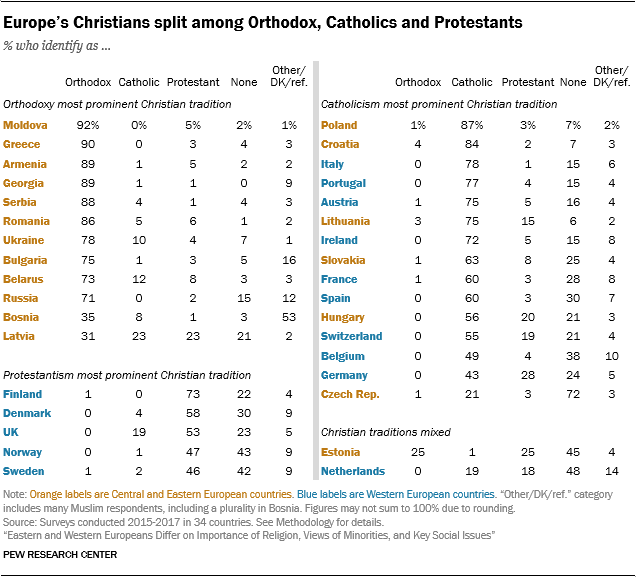 Europe's Christians split among Orthodox, Catholics and Protestants
% who identify as ...
Orthodox Catholic Protestant None Other/DK/ref.
Orthodoxy most prominent Christian tradition
Moldova 92% 0% 5% 2% 1%
Greece 90 0 3 4 3
Armenia 89 1 5 2 2
Georgia 89 1 1 0 9
Serbia 88 4 1 4 3
Romania 86 5 6 1 2
Ukraine 78 10 4 7 1
Bulgaria 75 1 3 5 16
Belarus 73 12 8 3 3
Russia 71 0 2 15 12
Bosnia 35 8 1 3 53
Latvia 31 23 23 21 2
Protestantism most prominent Christian tradition
Finland 1 0 73 22 4
Denmark 0 4 58 30 9
UK 0 19 53 23 5
Norway 0 1 47 43 9
Sweden 1 2 46 42 9
Orthodox Catholic Protestant None Other/DK/ref.
Catholicism most prominent Christian tradition
Poland 1% 87% 3% 7% 2%
Croatia 4 84 2 7 3
Italy 0 78 1 15 6
Portugal 0 77 4 15 4
Austria 1 75 5 16 4
Lithuania 3 75 15 6 2
Ireland 0 72 5 15 8
Slovakia 1 63 8 25 4
France 1 60 3 28 8
Spain 0 60 3 30 7
Hungary 0 56 20 21 3
Switzerland 0 55 19 21 4
Belgium 0 49 4 38 10
Germany 0 43 28 24 5
Czech Rep. 1 21 3 72 3
Christian traditions mixed
Estonia 25 1 25 45 4
Netherlands 0 19 18 48 14
Note: Orange labels are Central and Eastern European countries. Blue labels are Western European countries. "Other/DK/ref." category
includes many Muslim respondents, including a plurality in Bosnia. Figures may not sum to 100% due to rounding.
Source: Surveys conducted 2015-2017 in 34 countries. See Methodology for details.
"Eastern and Western Europeans Differ on Importance of Religion, Views of Minorities, and Key Social Issues"
PEW RESEARCH CENTER